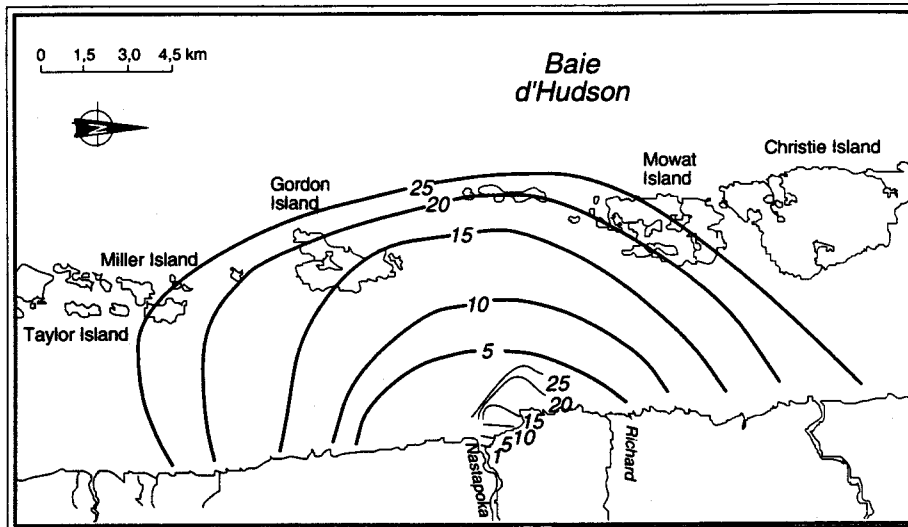 0 1,5 3,0 4,5 km
N
Baie
d'Hudson
Christie Island
Mowat
Island
Gordon
Island
Miller Island
Taylor Island
25
20
15
10
5
25
20
15
10
5
1
Nastapoka
Richard